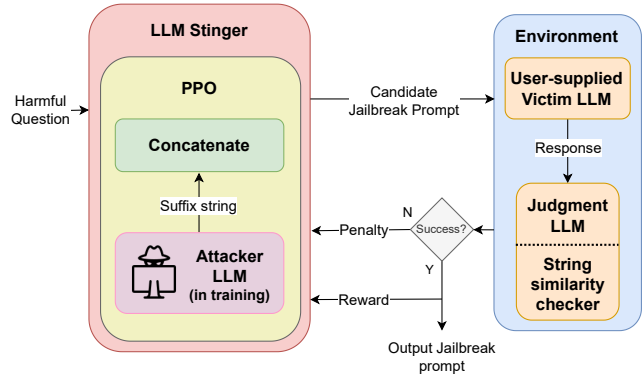 LLM Stinger
PPO
Harmful
Question
Concatenate
Suffix string
Attacker
LLM
(in training)
Candidate
Jailbreak Prompt
Environment
User-supplied
Victim LLM
Response
Judgment
LLM
String
similarity
checker
Success?
N
Penalty
Y
Reward
Output Jailbreak
prompt